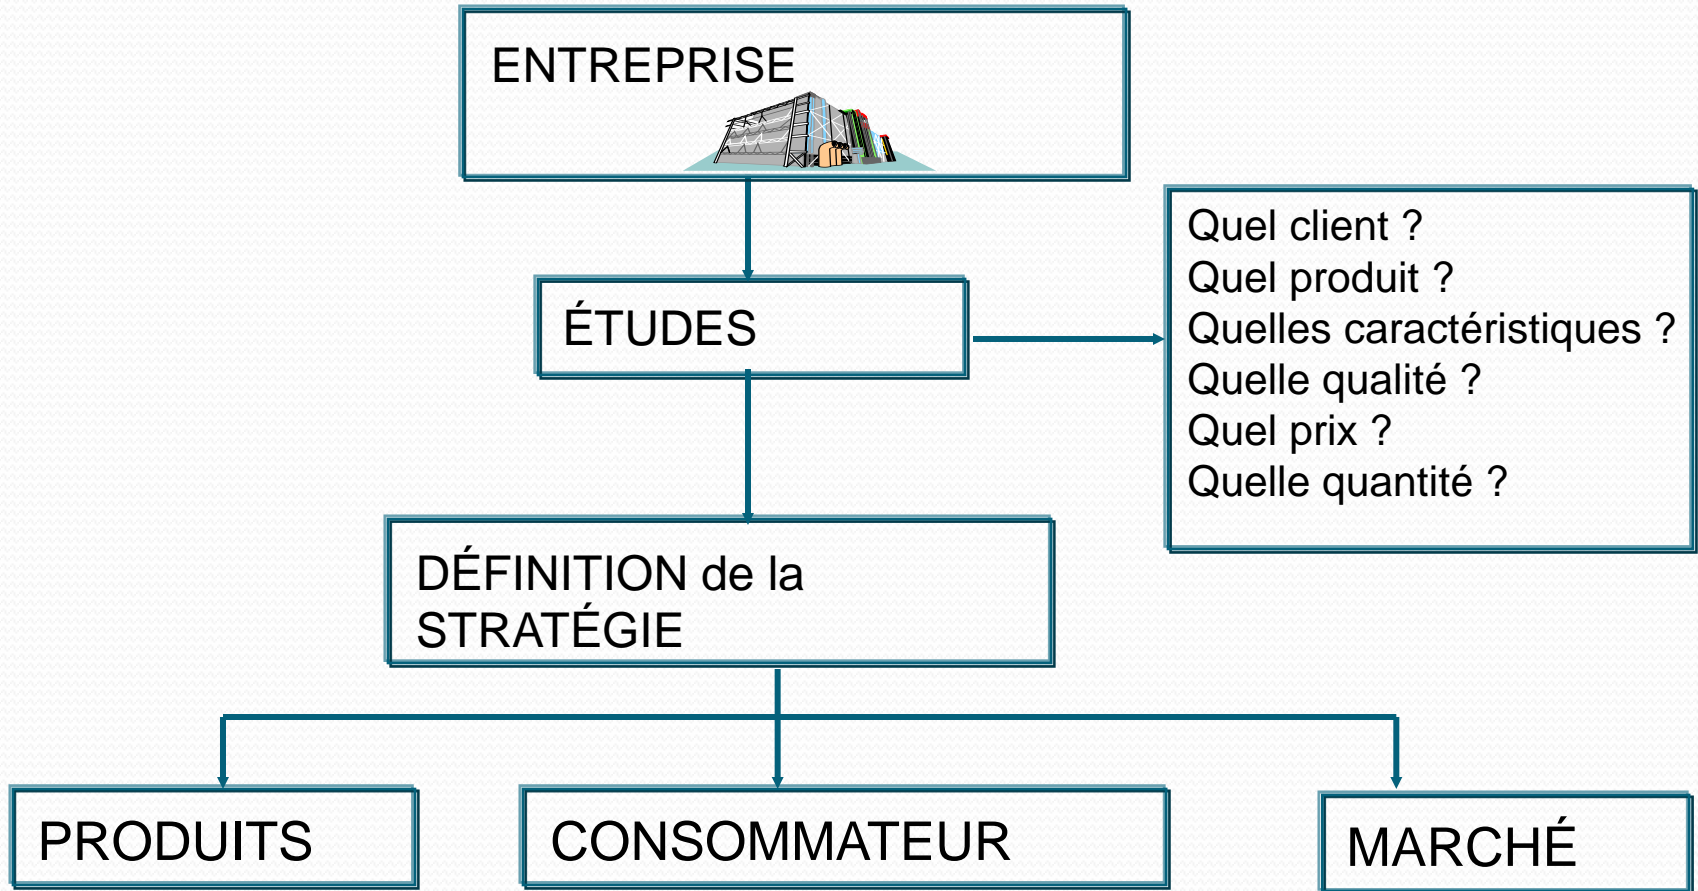 ENTREPRISE
Quel client ?
Quel produit ?
Quelles caractéristiques ?
Quelle qualité ?
Quel prix ?
Quelle quantité ?
ÉTUDES
DÉFINITION de la
STRATÉGIE
PRODUITS
CONSOMMATEUR
MARCHÉ